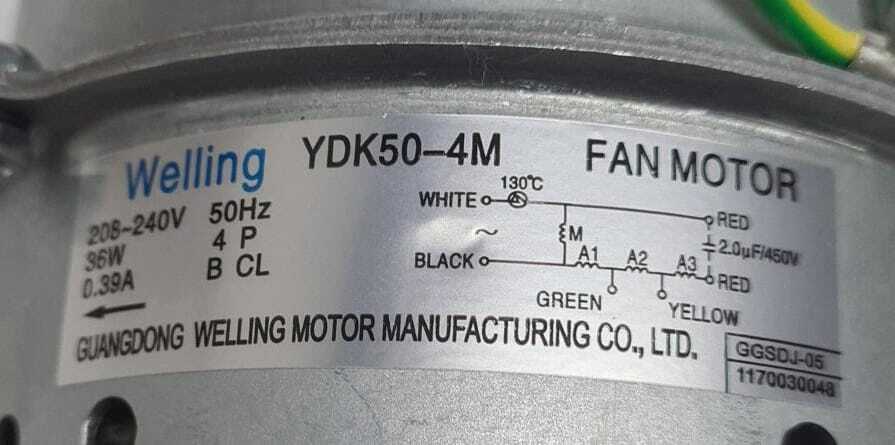 Welling YDK50-4M FAN MOTOR
208-240V 50Hz
36W 4 P
0.39A B CL
130℃
WHITE
RED
M
2.0µF/450V
~
A1 A2 A3
BLACK
RED
GREEN
YELLOW
GUANGDONG WELLING MOTOR MANUFACTURING CO., LTD.
GGSDJ-05
1170030048